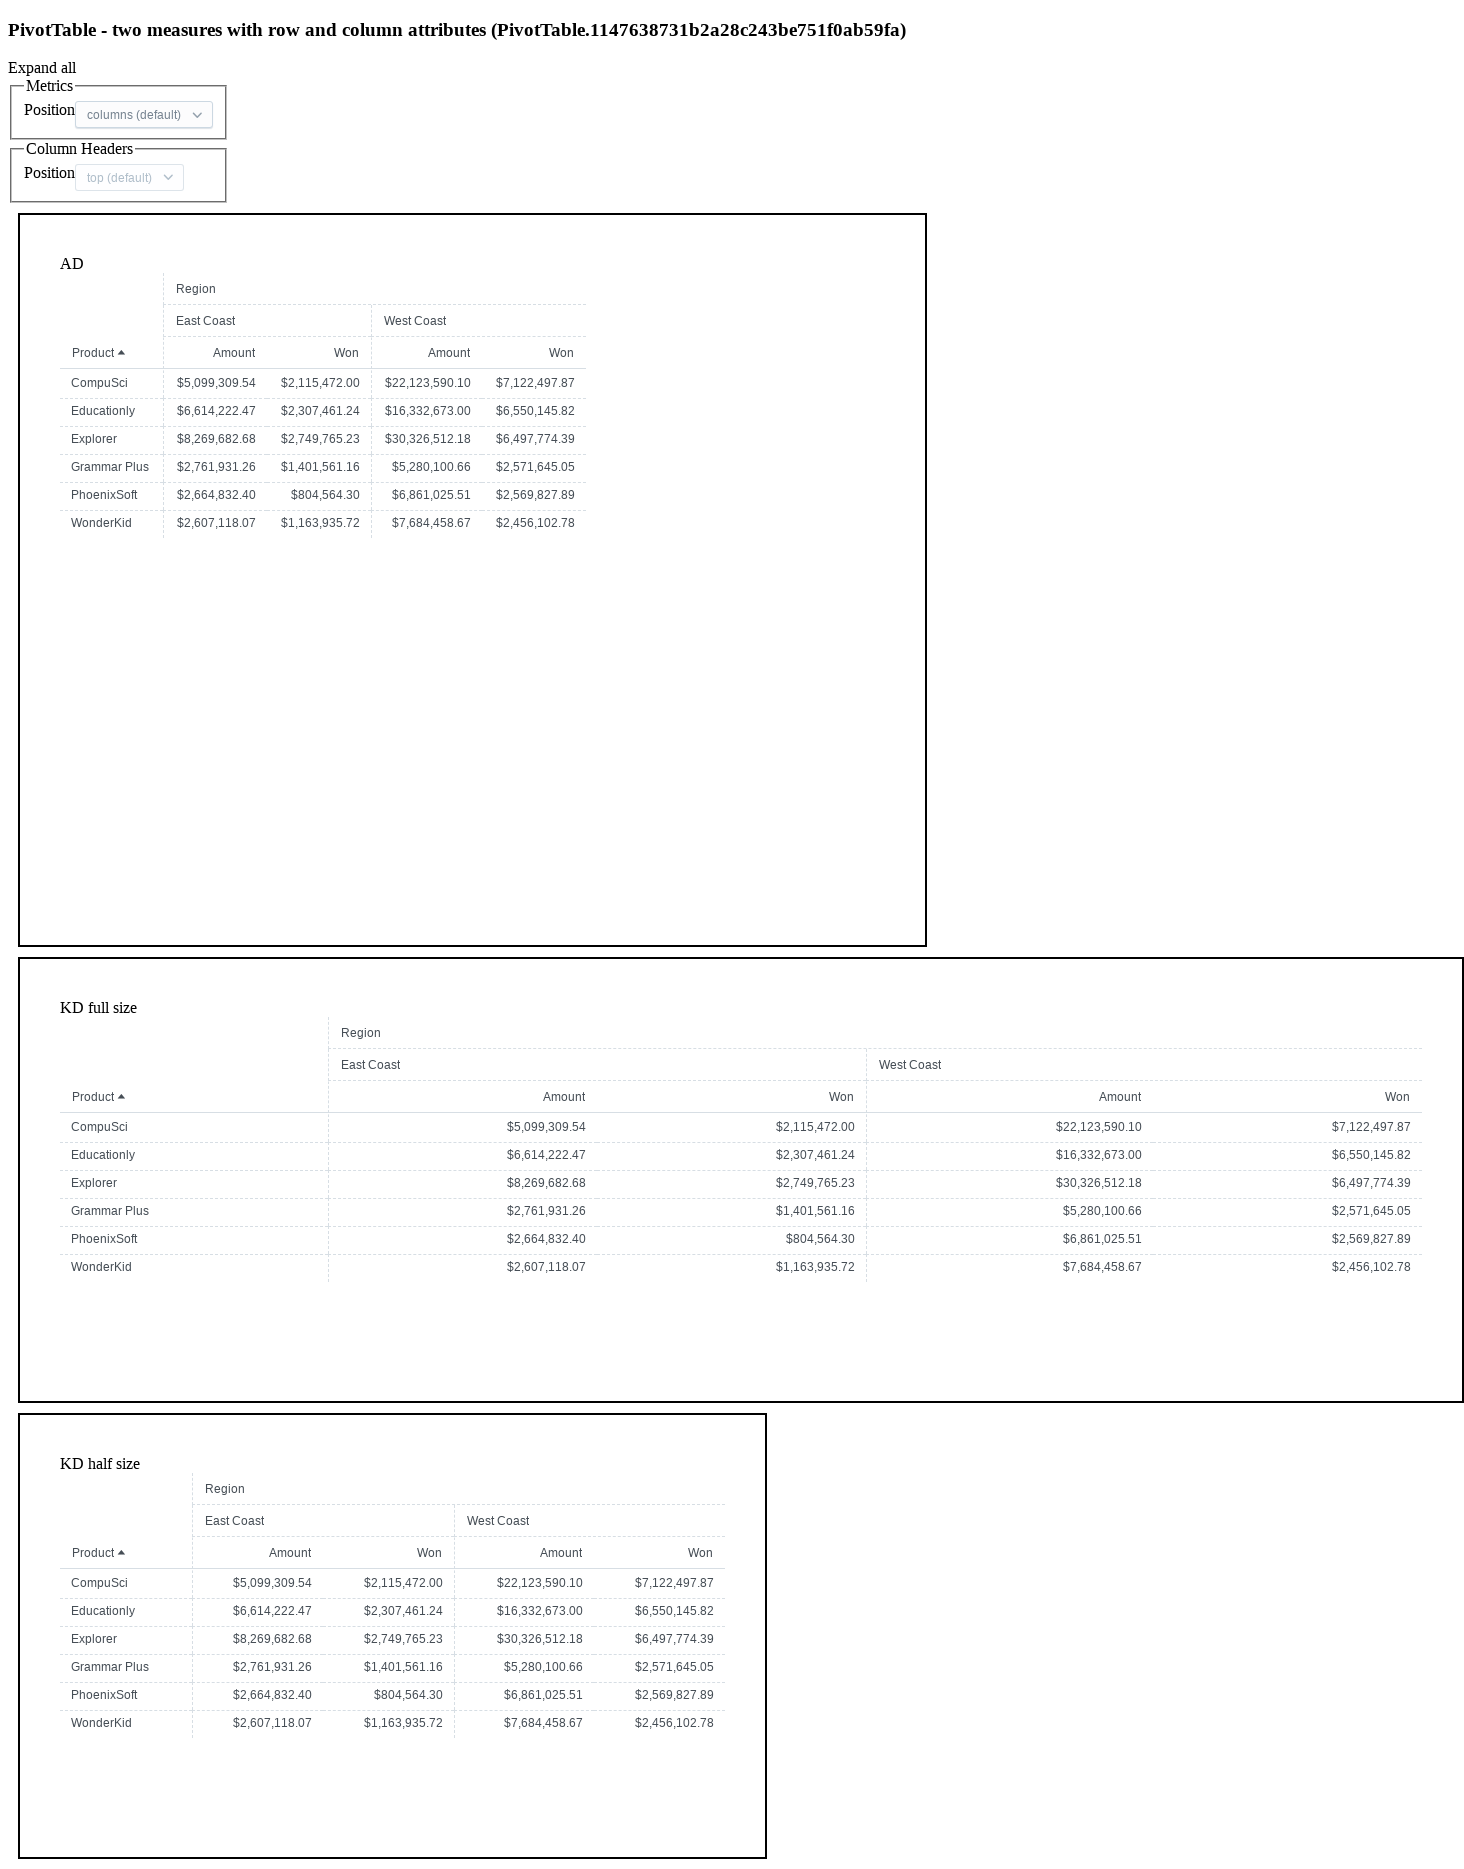 PivotTable - two measures with row and column attributes (PivotTable.1147638731b2a28c243be751f0ab59fa)
Expand all
Metrics
Position columns (default)
Column Headers
Position top (default)
AD
Region
East Coast West Coast
Product Amount Won Amount Won
CompuSci $5,099,309.54 $2,115,472.00 $22,123,590.10 $7,122,497.87
Educationly $6,614,222.47 $2,307,461.24 $16,332,673.00 $6,550,145.82
Explorer $8,269,682.68 $2,749,765.23 $30,326,512.18 $6,497,774.39
Grammar Plus $2,761,931.26 $1,401,561.16 $5,280,100.66 $2,571,645.05
PhoenixSoft $2,664,832.40 $804,564.30 $6,861,025.51 $2,569,827.89
WonderKid $2,607,118.07 $1,163,935.72 $7,684,458.67 $2,456,102.78
KD full size
Region
East Coast West Coast
Product Amount Won Amount Won
CompuSci $5,099,309.54 $2,115,472.00 $22,123,590.10 $7,122,497.87
Educationly $6,614,222.47 $2,307,461.24 $16,332,673.00 $6,550,145.82
Explorer $8,269,682.68 $2,749,765.23 $30,326,512.18 $6,497,774.39
Grammar Plus $2,761,931.26 $1,401,561.16 $5,280,100.66 $2,571,645.05
PhoenixSoft $2,664,832.40 $804,564.30 $6,861,025.51 $2,569,827.89
WonderKid $2,607,118.07 $1,163,935.72 $7,684,458.67 $2,456,102.78
KD half size
Region
East Coast West Coast
Product Amount Won Amount Won
CompuSci $5,099,309.54 $2,115,472.00 $22,123,590.10 $7,122,497.87
Educationly $6,614,222.47 $2,307,461.24 $16,332,673.00 $6,550,145.82
Explorer $8,269,682.68 $2,749,765.23 $30,326,512.18 $6,497,774.39
Grammar Plus $2,761,931.26 $1,401,561.16 $5,280,100.66 $2,571,645.05
PhoenixSoft $2,664,832.40 $804,564.30 $6,861,025.51 $2,569,827.89
WonderKid $2,607,118.07 $1,163,935.72 $7,684,458.67 $2,456,102.78